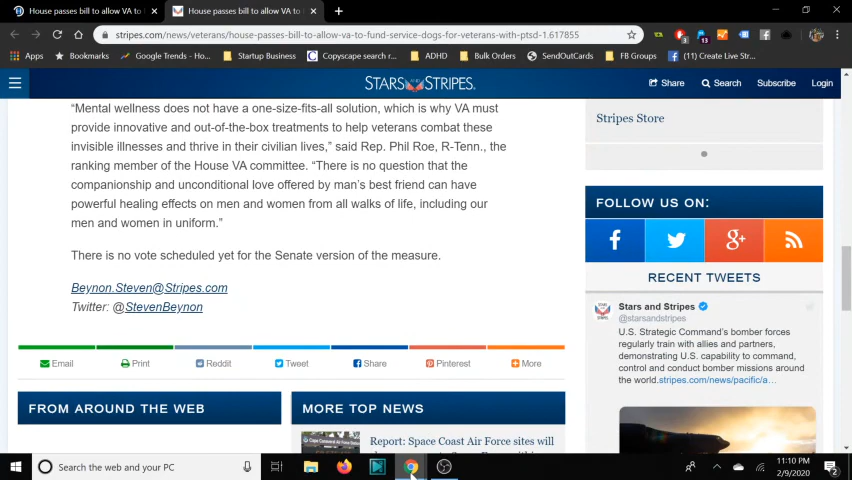 House passes bill to allow VA to
House passes bill to allow VA to
stripes.com/news/veterans/house-passes-bill-to-allow-va-to-fund-service-dogs-for-veterans-with-ptsd-1.617855
Apps
Bookmarks
Google Trends - Ho...
Startup Business
Copyscape search r...
ADHD
Bulk Orders
SendOutCards
FB Groups
(11) Create Live Str...
STARS AND STRIPES.
Share
Search
Subscribe
Login
“Mental wellness does not have a one-size-fits-all solution, which is why VA must
provide innovative and out-of-the-box treatments to help veterans combat these
invisible illnesses and thrive in their civilian lives,” said Rep. Phil Roe, R-Tenn., the
ranking member of the House VA committee. “There is no question that the
companionship and unconditional love offered by man’s best friend can have
powerful healing effects on men and women from all walks of life, including our
men and women in uniform.”
There is no vote scheduled yet for the Senate version of the measure.
Beynon.Steven@Stripes.com
Twitter: @StevenBeynon
Email
Print
Reddit
Tweet
Share
Pinterest
More
FROM AROUND THE WEB
MORE TOP NEWS
Report: Space Coast Air Force sites will
Stripes Store
FOLLOW US ON:
RECENT TWEETS
Stars and Stripes
@starsandstripes
U.S. Strategic Command’s bomber forces
regularly train with allies and partners,
demonstrating U.S. capability to command,
control and conduct bomber missions around
the world.stripes.com/news/pacific/a…
Search the web and your PC
11:10 PM
2/9/2020